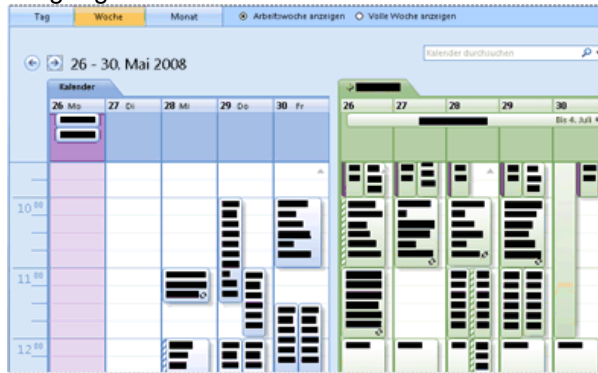 Tag Woche Monat Arbeitswoche anzeigen Volle Woche anzeigen
26 - 30. Mai 2008
Kalender durchsuchen
Kalender
26 Mo 27 Di 28 Mi 29 Do 30 Fr
26 27 28 29 30
Bis 4. Juli
10 00
11 00
12 00